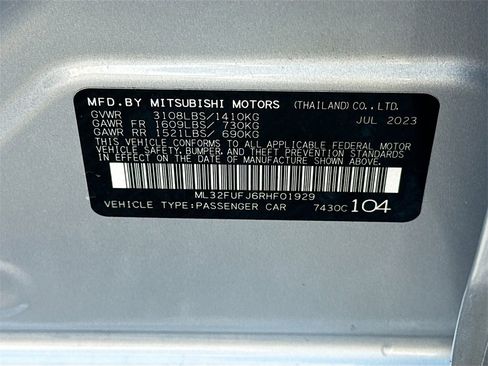 MFD.BY MITSUBISHI MOTORS (THAILAND) CO.,LTD.
GVWR 3108LBS/1410KG JUL 2023
GAWR FR 1609LBS/ 730KG
GAWR RR 1521LBS/ 690KG
THIS VEHICLE CONFORMS TO ALL APPLICABLE FEDERAL MOTOR
VEHICLE SAFETY, BUMPER, AND THEFT PREVENTION STANDARDS
IN EFFECT ON THE DATE OF MANUFACTURE SHOWN ABOVE.
ML32FUFJ6RHF01929
VEHICLE TYPE:PASSENGER CAR 7430C 104